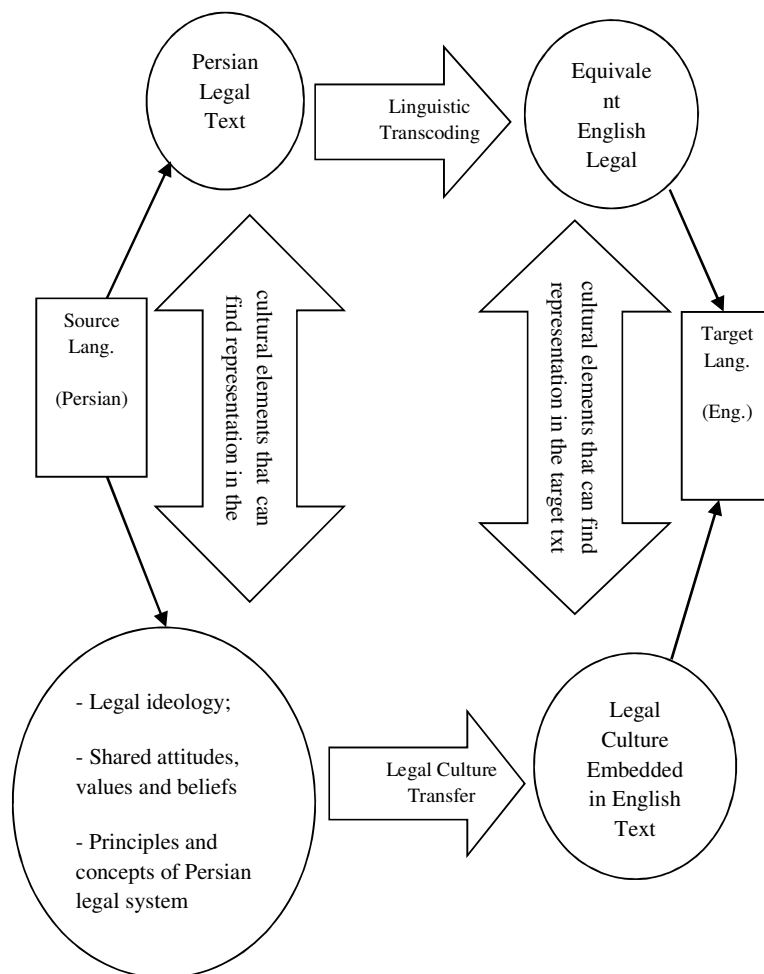 Persian
Legal
Text
Linguistic
Transcoding
Equivale
nt
English
Legal
Source
Lang.
(Persian)
cultural elements that can
find representation in the
cultural elements that can find
representation in the target txt
Target
Lang.
(Eng.)
- Legal ideology;
- Shared attitudes,
values and beliefs
- Principles and
concepts of Persian
legal system
Legal Culture
Transfer
Legal
Culture
Embedded
in English
Text